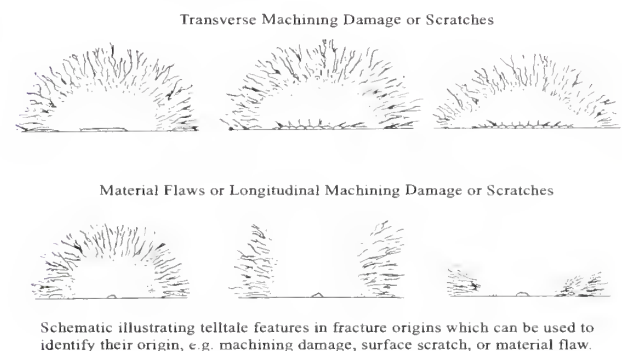 Transverse Machining Damage or Scratches
Material Flaws or Longitudinal Machining Damage or Scratches
Schematic illustrating telltale features in fracture origins which can be used to
identify their origin, e.g. machining damage, surface scratch, or material flaw.